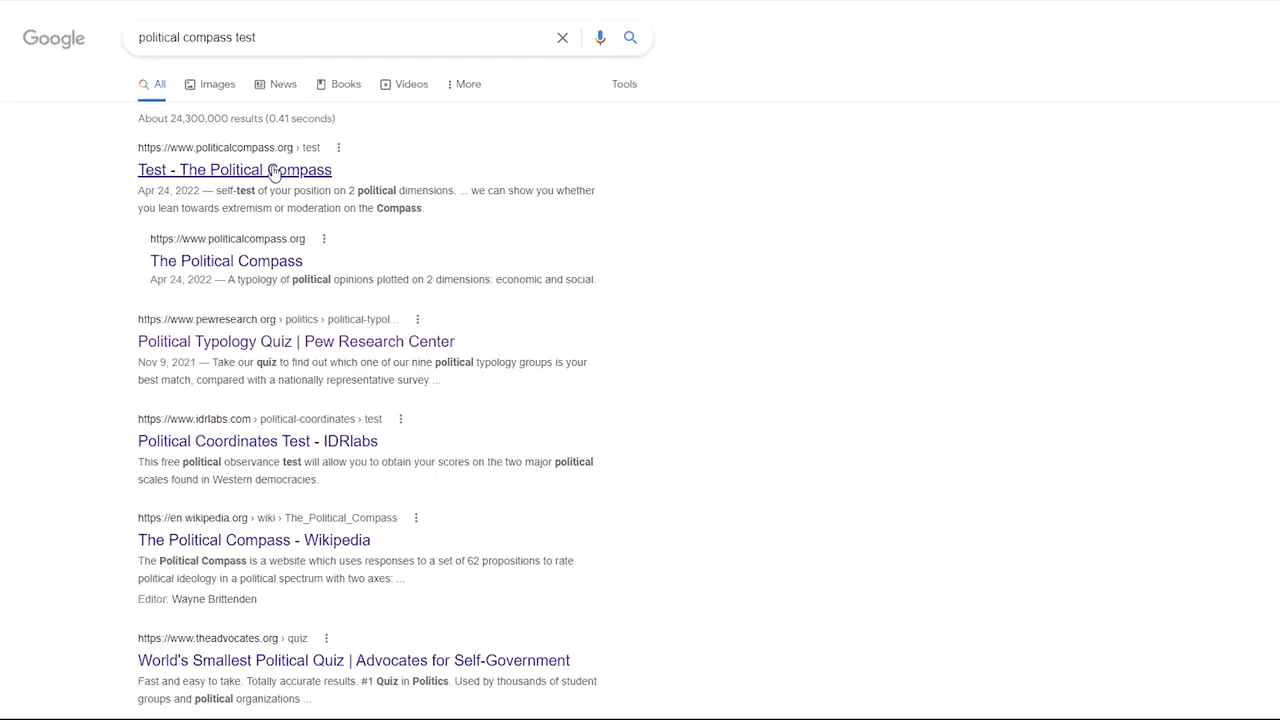 Google
political compass test
All Images News Books Videos More Tools
About 24,300,000 results (0.41 seconds)
https://www.politicalcompass.org › test
Test - The Political Compass
Apr 24, 2022 — self-test of your position on 2 political dimensions. ... we can show you whether
you lean towards extremism or moderation on the Compass.
https://www.politicalcompass.org
The Political Compass
Apr 24, 2022 — A typology of political opinions plotted on 2 dimensions: economic and social.
https://www.pewresearch.org › politics › political-typol...
Political Typology Quiz | Pew Research Center
Nov 9, 2021 — Take our quiz to find out which one of our nine political typology groups is your
best match, compared with a nationally representative survey ...
https://www.idrlabs.com › political-coordinates › test
Political Coordinates Test - IDRlabs
This free political observance test will allow you to obtain your scores on the two major political
scales found in Western democracies.
https://en.wikipedia.org › wiki › The_Political_Compass
The Political Compass - Wikipedia
The Political Compass is a website which uses responses to a set of 62 propositions to rate
political ideology in a political spectrum with two axes: ...
Editor: Wayne Brittenden
https://www.theadvocates.org › quiz
World's Smallest Political Quiz | Advocates for Self-Government
Fast and easy to take. Totally accurate results. #1 Quiz in Politics. Used by thousands of student
groups and political organizations ...